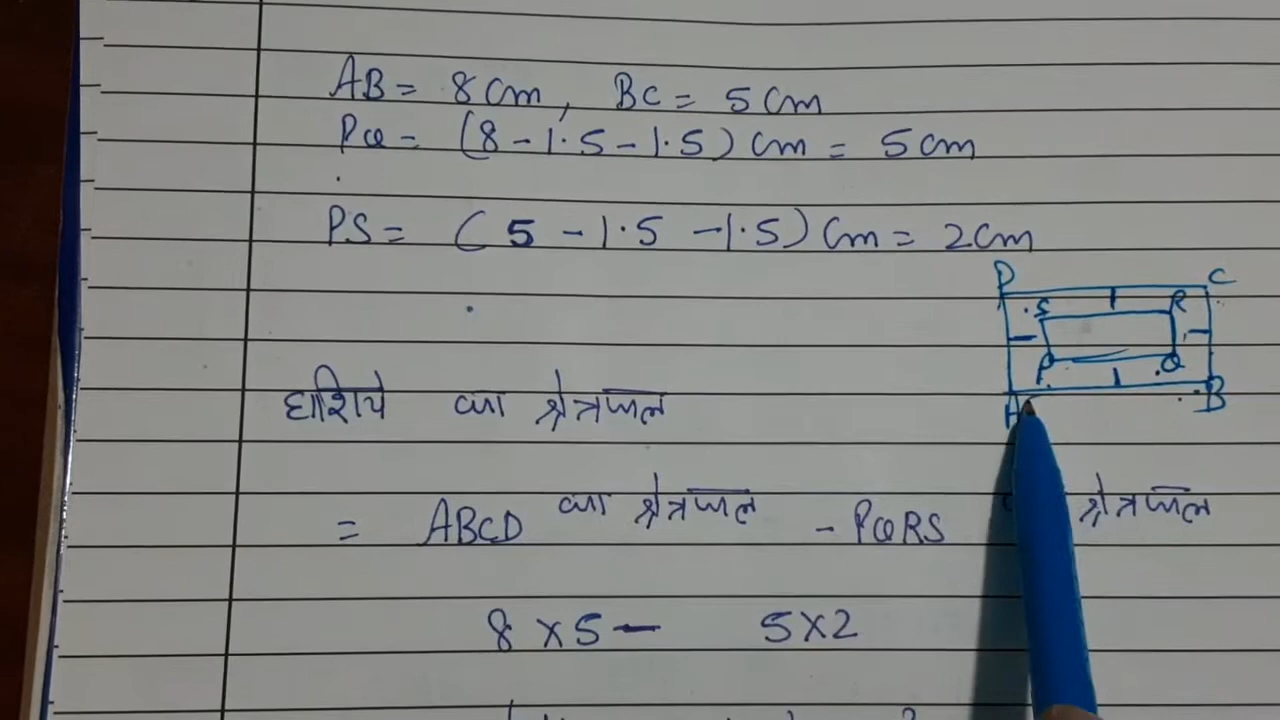 AB = 8 cm, BC = 5 cm
PQ = (8 - 1.5 - 1.5) cm = 5 cm
PS = ( 5 - 1.5 - 1.5) cm = 2 cm
D C
S R
P Q
A B
हाशिये का क्षेत्रफल
= ABCD का क्षेत्रफल - PQRS क्षेत्रफल
8 × 5 - 5 × 2